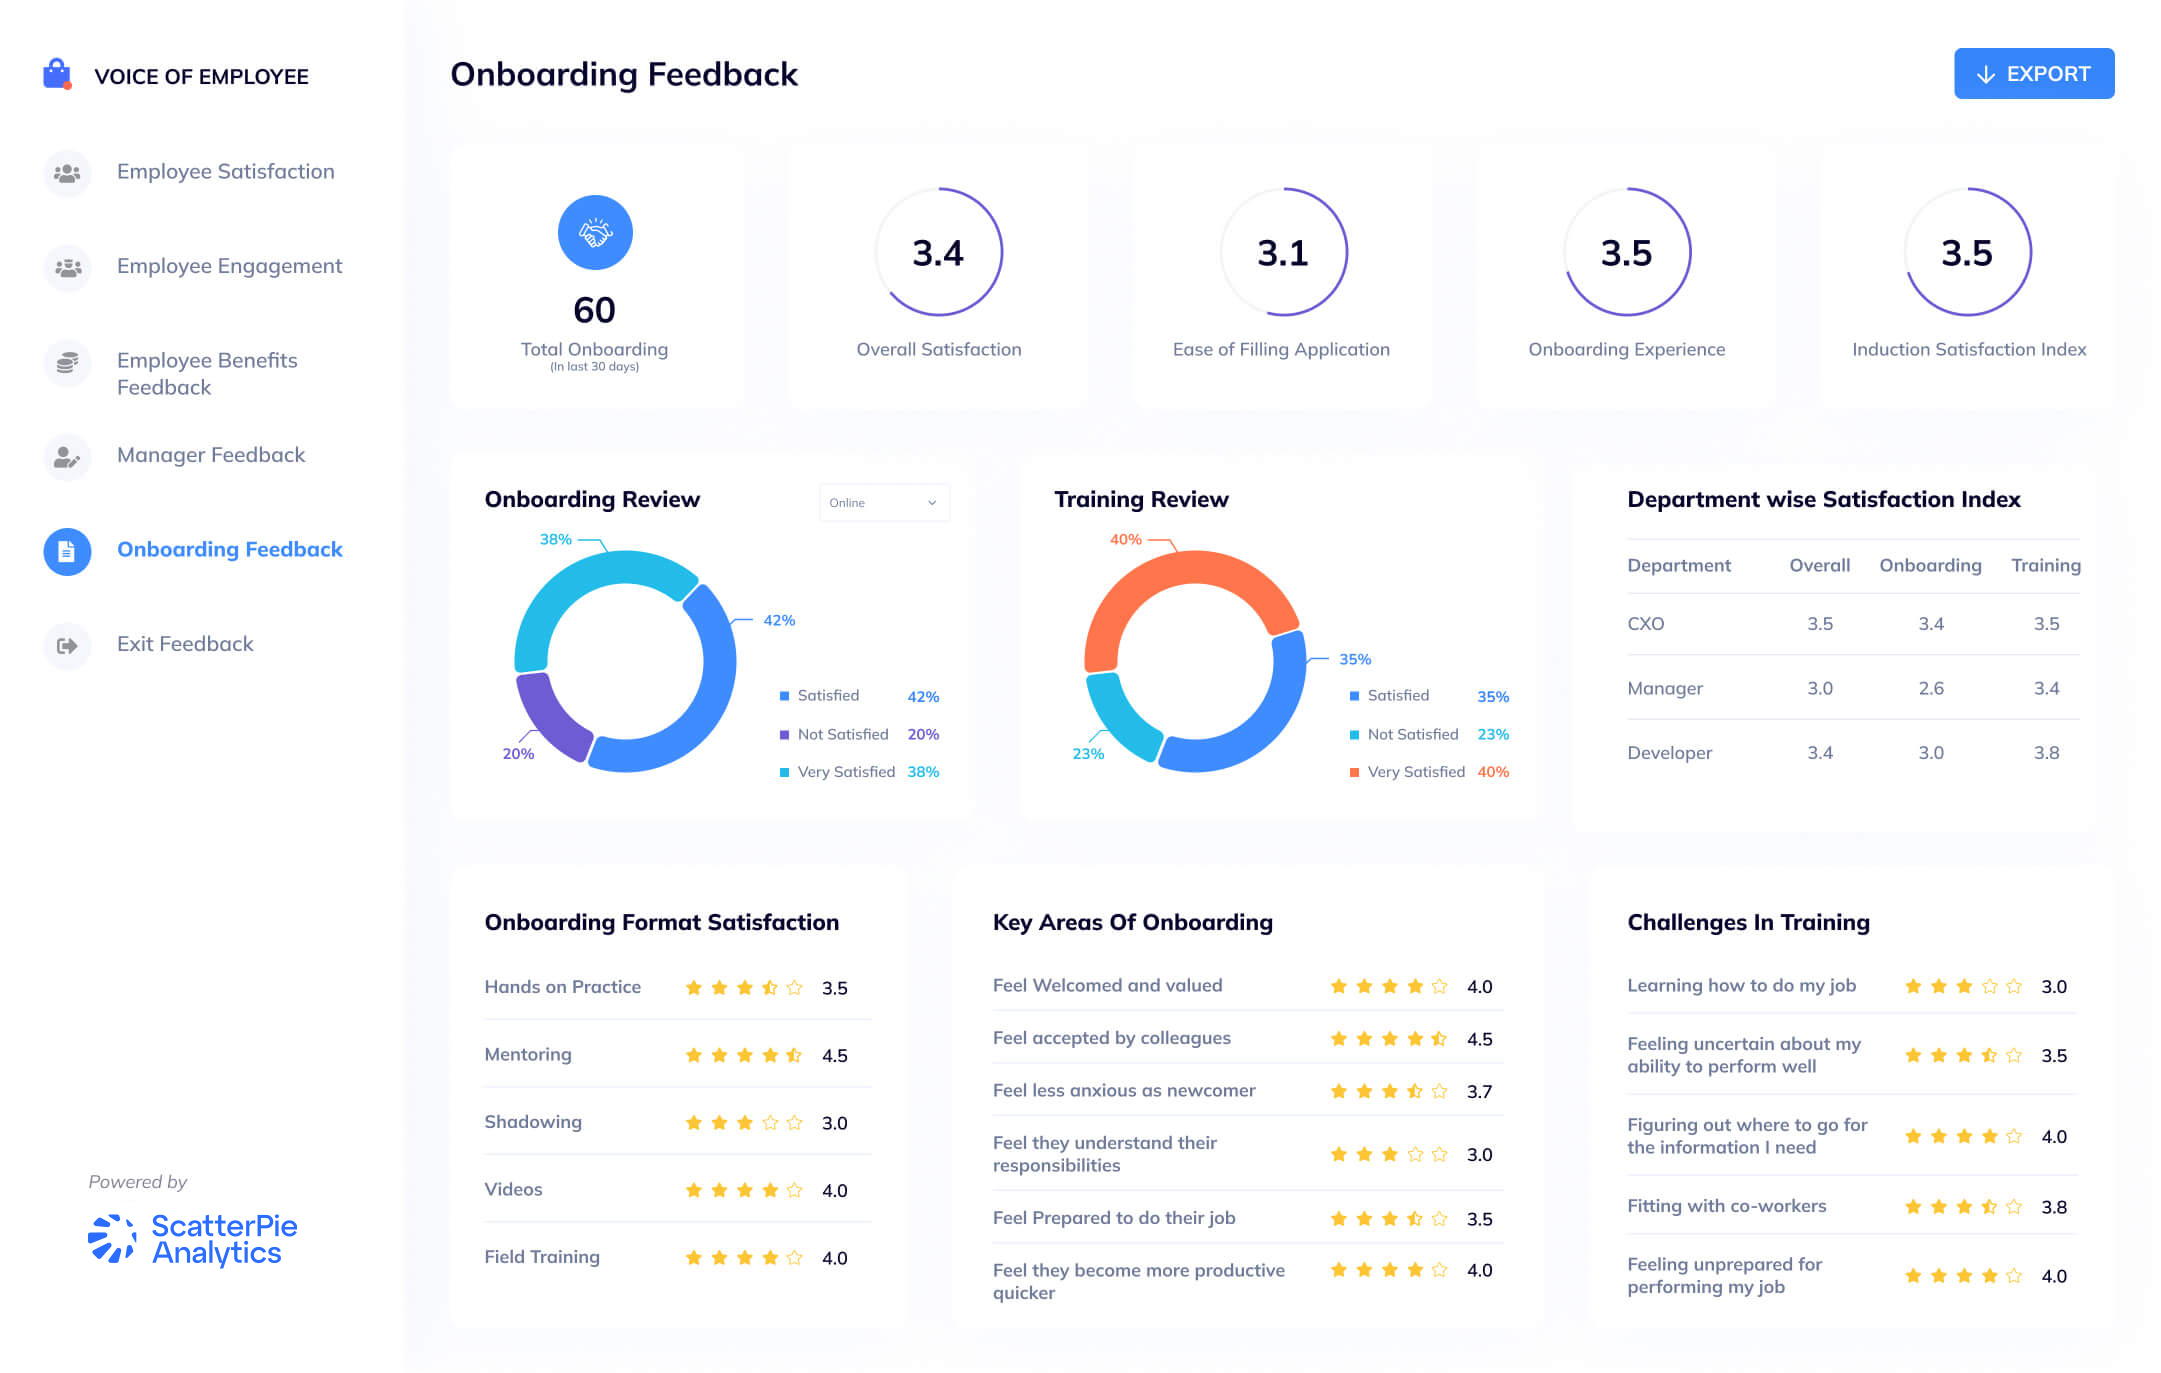 VOICE OF EMPLOYEE
Employee Satisfaction
Employee Engagement
Employee Benefits
Feedback
Manager Feedback
Onboarding Feedback
Exit Feedback
Powered by
ScatterPie
Analytics
Onboarding Feedback
EXPORT
60
Total Onboarding
(In last 30 days)
3.4
Overall Satisfaction
3.1
Ease of Filling Application
3.5
Onboarding Experience
3.5
Induction Satisfaction Index
Onboarding Review
Online
38%
42%
20%
Satisfied 42%
Not Satisfied 20%
Very Satisfied 38%
Training Review
40%
35%
23%
Satisfied 35%
Not Satisfied 23%
Very Satisfied 40%
Department wise Satisfaction Index
Department Overall Onboarding Training
CXO 3.5 3.4 3.5
Manager 3.0 2.6 3.4
Developer 3.4 3.0 3.8
Onboarding Format Satisfaction
Hands on Practice 3.5
Mentoring 4.5
Shadowing 3.0
Videos 4.0
Field Training 4.0
Key Areas Of Onboarding
Feel Welcomed and valued 4.0
Feel accepted by colleagues 4.5
Feel less anxious as newcomer 3.7
Feel they understand their
responsibilities 3.0
Feel Prepared to do their job 3.5
Feel they become more productive 4.0
quicker
Challenges In Training
Learning how to do my job 3.0
Feeling uncertain about my
ability to perform well 3.5
Figuring out where to go for
the information I need 4.0
Fitting with co-workers 3.8
Feeling unprepared for
performing my job 4.0